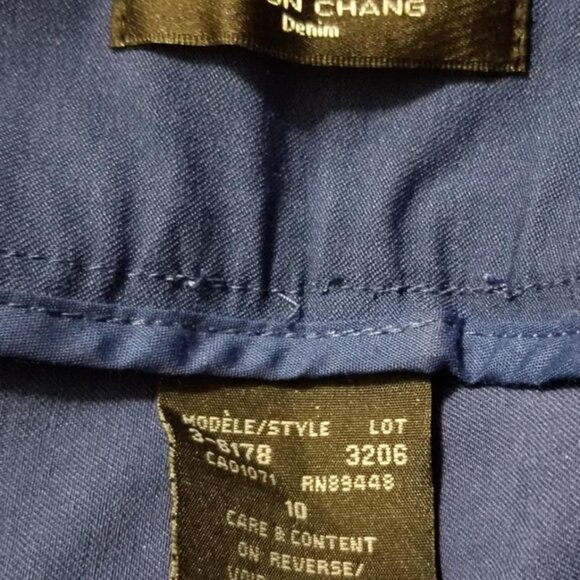 ON CHANG
Denim
MODÈLE/STYLE LOT
3-6178 3206
CA01071 RN89448
10
CARE & CONTENT
ON REVERSE/